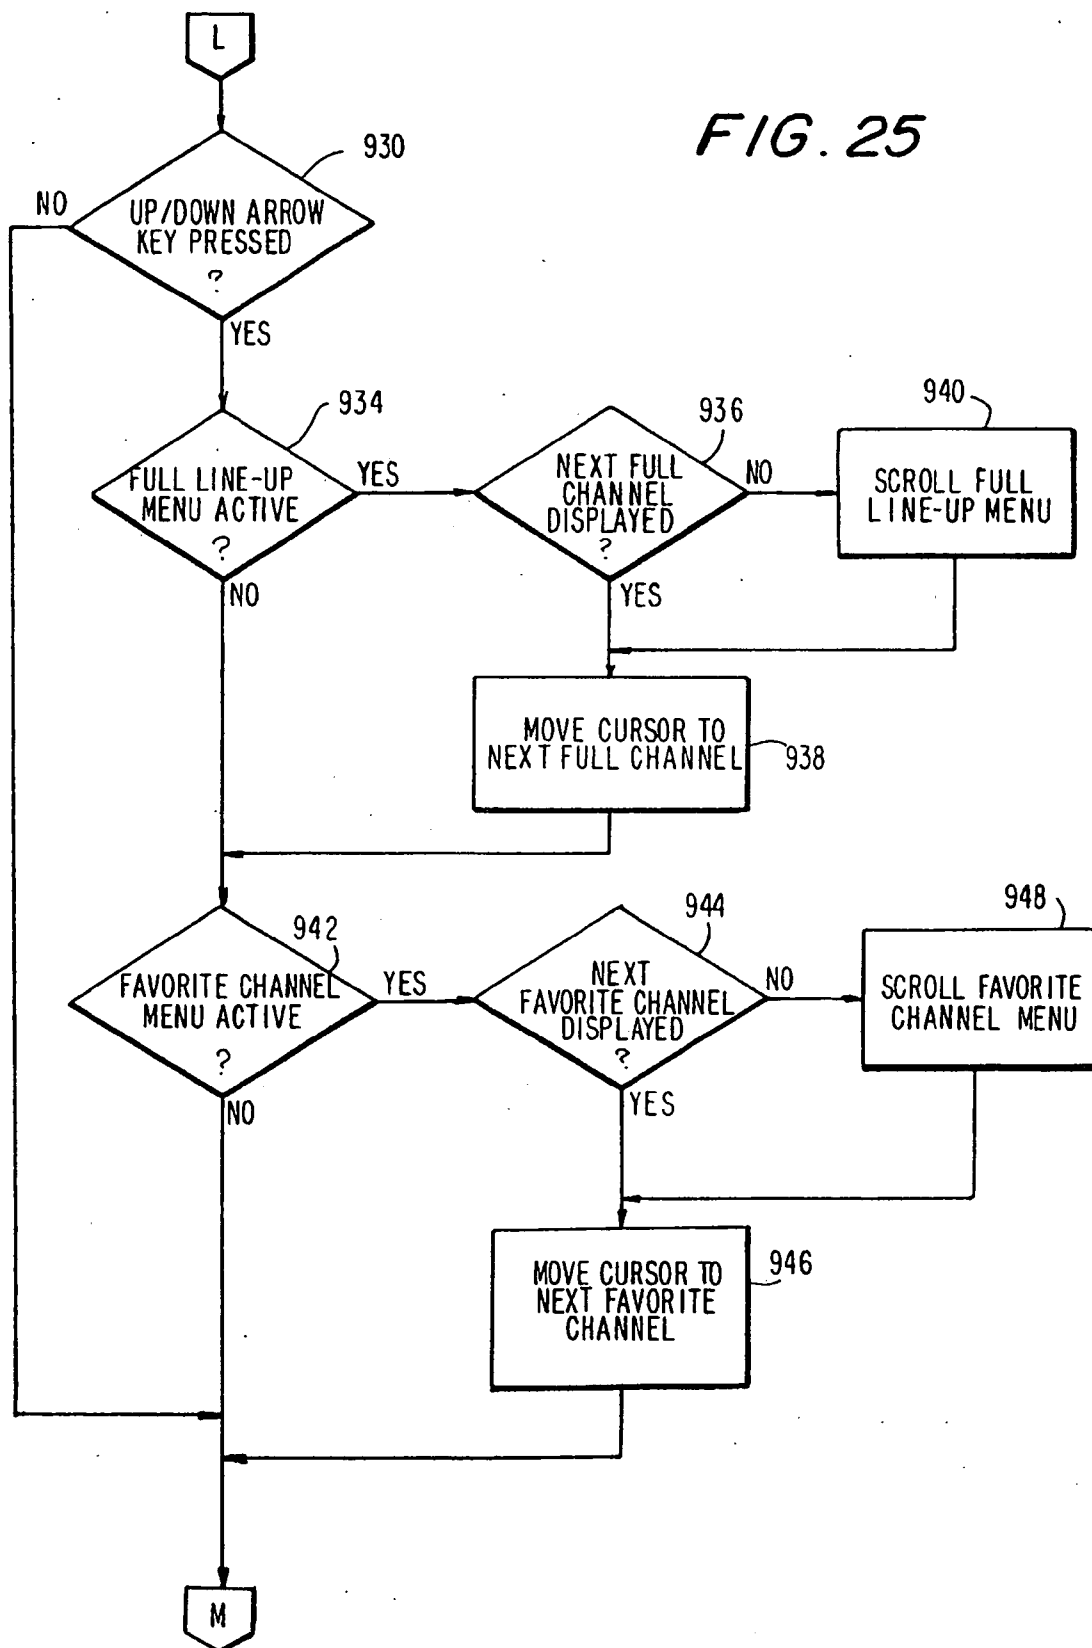 L
FIG. 25
930
NO
UP/DOWN ARROW
KEY PRESSED
?
YES
934
FULL LINE-UP
MENU ACTIVE
?
YES
NO
936
NEXT FULL
CHANNEL
DISPLAYED
?
NO
YES
940
SCROLL FULL
LINE-UP MENU
MOVE CURSOR TO
NEXT FULL CHANNEL
938
942
FAVORITE CHANNEL
MENU ACTIVE
?
YES
NO
944
NEXT
FAVORITE CHANNEL
DISPLAYED
?
NO
YES
948
SCROLL FAVORITE
CHANNEL MENU
MOVE CURSOR TO
NEXT FAVORITE
CHANNEL
946
M